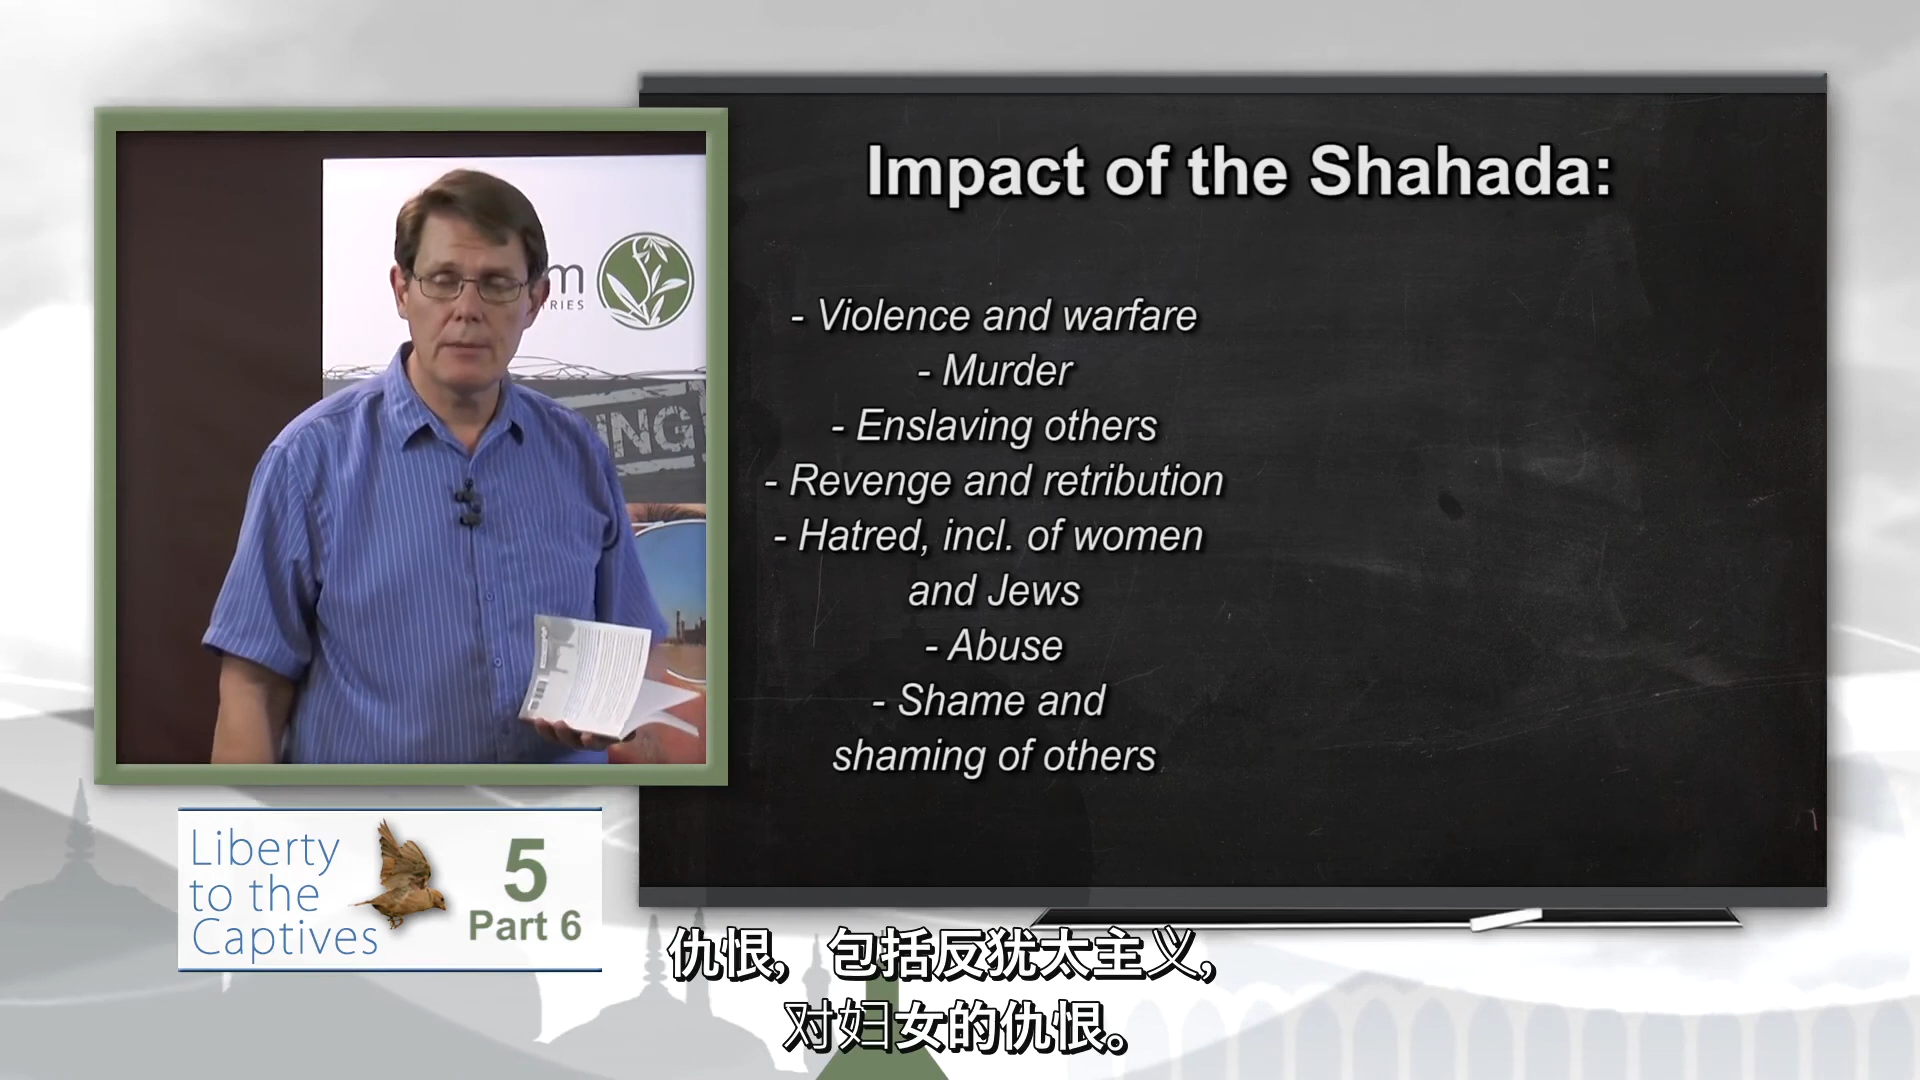 Impact of the Shahada:
- Violence and warfare
- Murder
- Enslaving others
- Revenge and retribution
- Hatred, incl. of women
and Jews
- Abuse
- Shame and
shaming of others
ING
Liberty
to the
Captives
5
Part 6
仇恨，包括反犹太主义，
对妇女的仇恨。